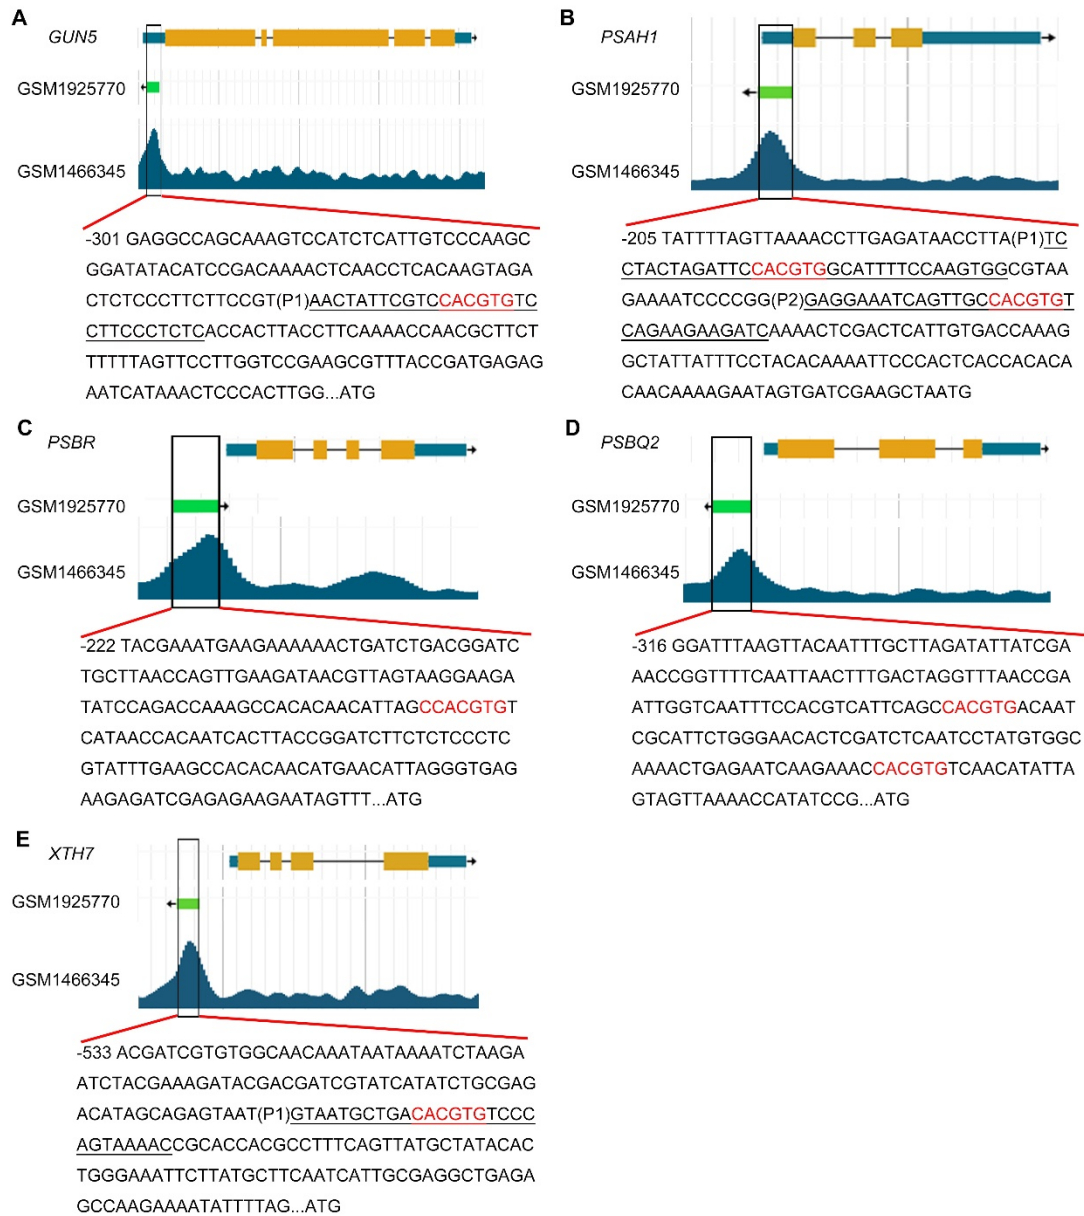 A
GUN5
GSM1925770
GSM1466345
-301 GAGGCCAGCAAAGTCCATCTCATTGTCCCAAGC
GGATATACATCCGACAAAACTCAACCTCACAAGTAGA
CTCTCCCTTCTTCCGT(P1)AACTATTCGTCCACGTGTC
CTTCCCTCTCACCACTTACCTTCAAAACCAACGCTTCT
TTTTTAGTTCCTTGGTCCGAAGCGTTTACCGATGAGAG
AATCATAAACTCCCACTTGG...ATG
B
PSAH1
GSM1925770
GSM1466345
-205 TATTTTAGTTAAAACCTTGAGATAACCTTA(P1)TC
CTACTAGATTCCACGTGGCATTTTCCAAGTGGCGTAA
GAAAATCCCCGG(P2)GAGGAAATCAGTTGCCACGTGT
CAGAAGAAGATCAAAACTCGACTCATTGTGACCAAAG
GCTATTATTTCCTACACAAAATTCCCACTCACCACACA
CAACAAAAGAATAGTGATCGAAGCTAATG
C
PSBR
GSM1925770
GSM1466345
-222 TACGAAATGAAGAAAAAACTGATCTGACGGATC
TGCTTAACCAGTTGAAGATAACGTTAGTAAGGAAGA
TATCCAGACCAAAGCCACACAACATTAGCCACGTGT
CATAACCACAATCACTTACCGGATCTTCTCTCCCTC
GTATTTGAAGCCACACAACATGAACATTAGGGTGAG
AAGAGATCGAGAGAAGAATAGTTT...ATG
D
PSBQ2
GSM1925770
GSM1466345
-316 GGATTTAAGTTACAATTTGCTTAGATATTATCGA
AACCGGTTTTCAATTAACTTTGACTAGGTTTAACCGA
ATTGGTCAATTTCCACGTCATTCAGCCACGTGACAAT
CGCATTCTGGGAACACTCGATCTCAATCCTATGTGGC
AAAACTGAGAATCAAGAAACCACGTGTCAACATATTA
GTAGTTAAAACCATATCCG...ATG
E
XTH7
GSM1925770
GSM1466345
-533 ACGATCGTGTGGCAACAAATAATAAAATCTAAGA
ATCTACGAAAGATACGACGATCGTATCATATCTGCGAG
ACATAGCAGAGTAAT(P1)GTAATGCTGACACGTGTCCC
AGTAAAACCGCACCACGCCTTTCAGTTATGCTATACAC
TGGGAAATTCTTATGCTTCAATCATTGCGAGGCTGAGA
GCCAAGAAAATATTTTAG...ATG